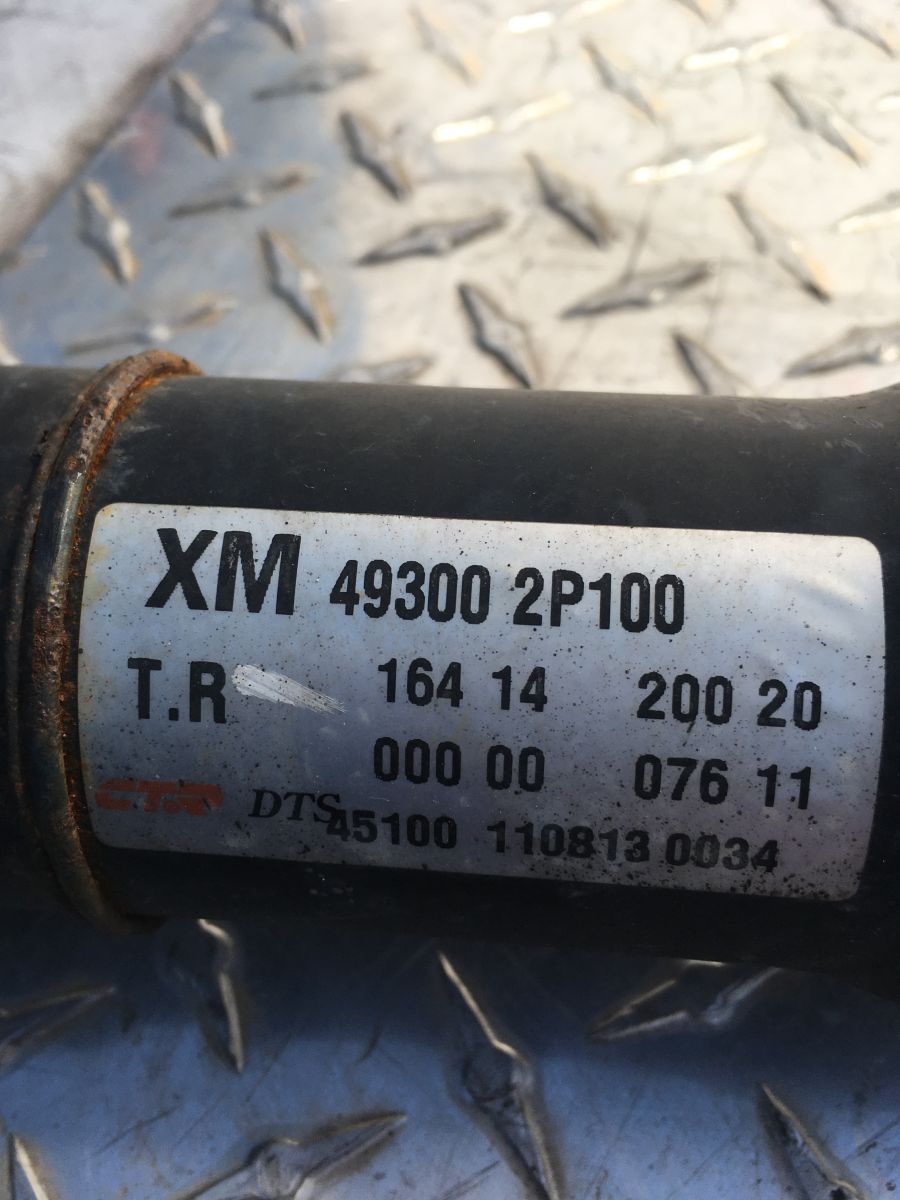 XM 49300 2P100
T.R 164 14 200 20
000 00 076 11
CTR DTS 45100 110813 0034